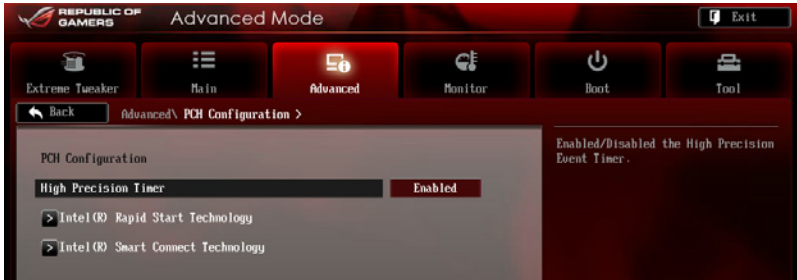 REPUBLIC OF
GAMERS
Advanced Mode
Exit
Extreme Tweaker
Main
Advanced
Monitor
Boot
Tool
Back
Advanced\ PCH Configuration >
PCH Configuration
High Precision Timer
Enabled
> Intel(R) Rapid Start Technology
> Intel(R) Smart Connect Technology
Enabled/Disabled the High Precision
Event Timer.